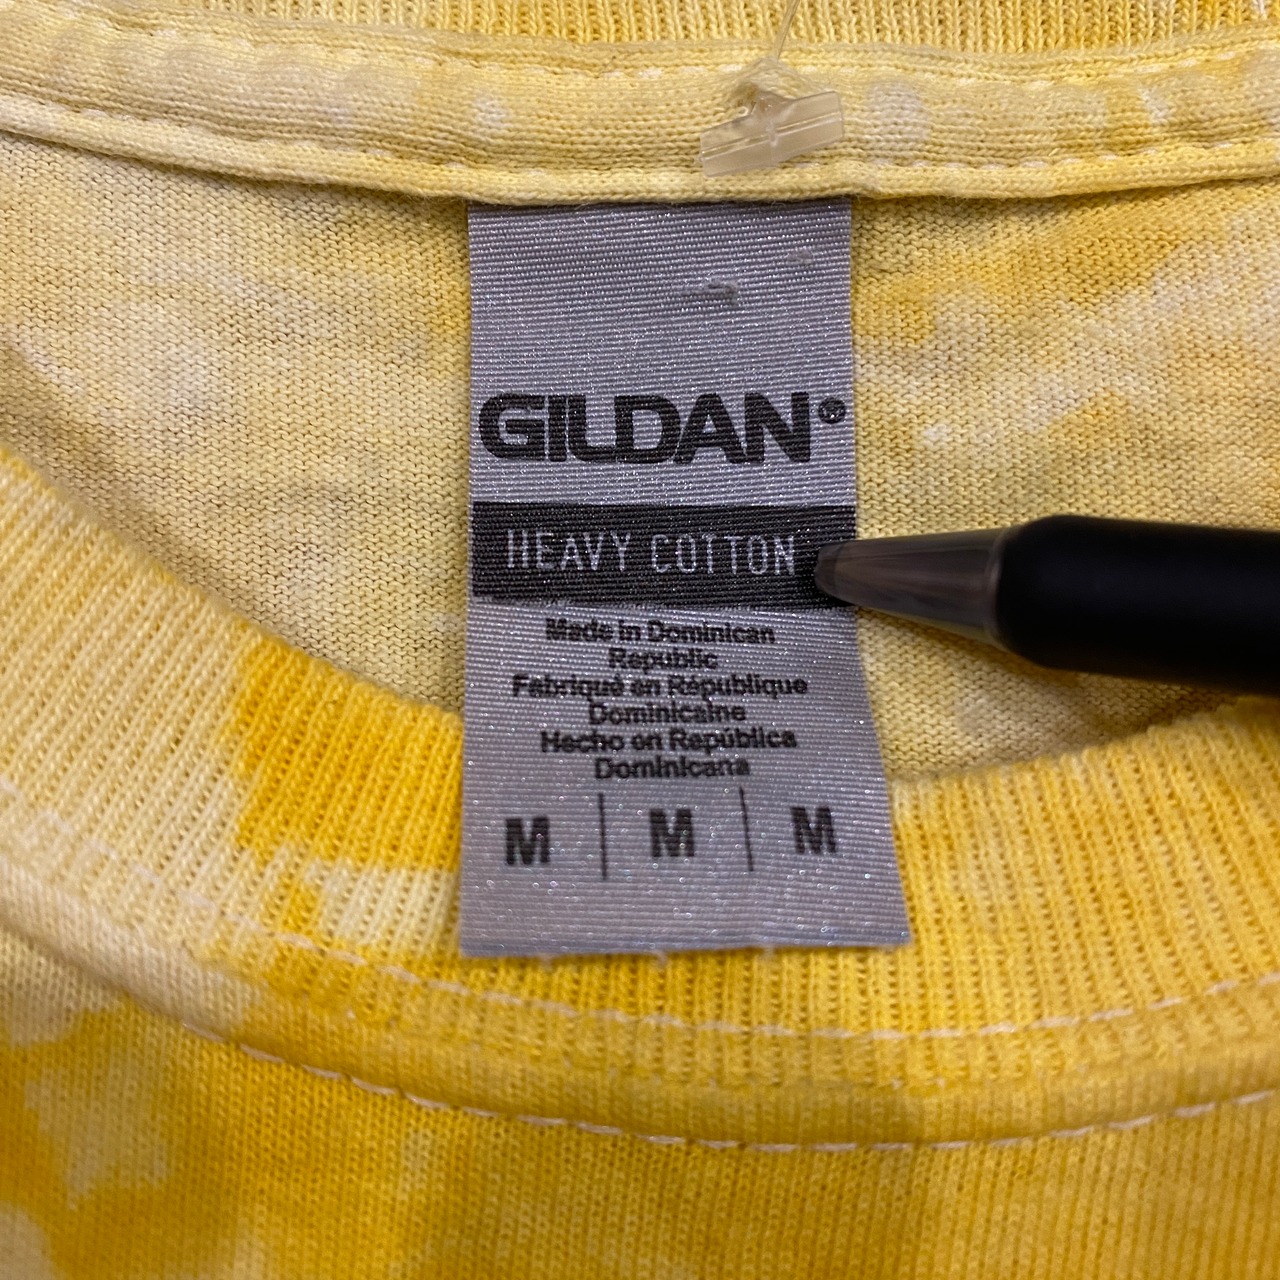 GILDAN®
HEAVY COTTON
Made in Dominican
Republic
Fabriqué en République
Dominicaine
Hecho en República
Dominicana
M | M | M